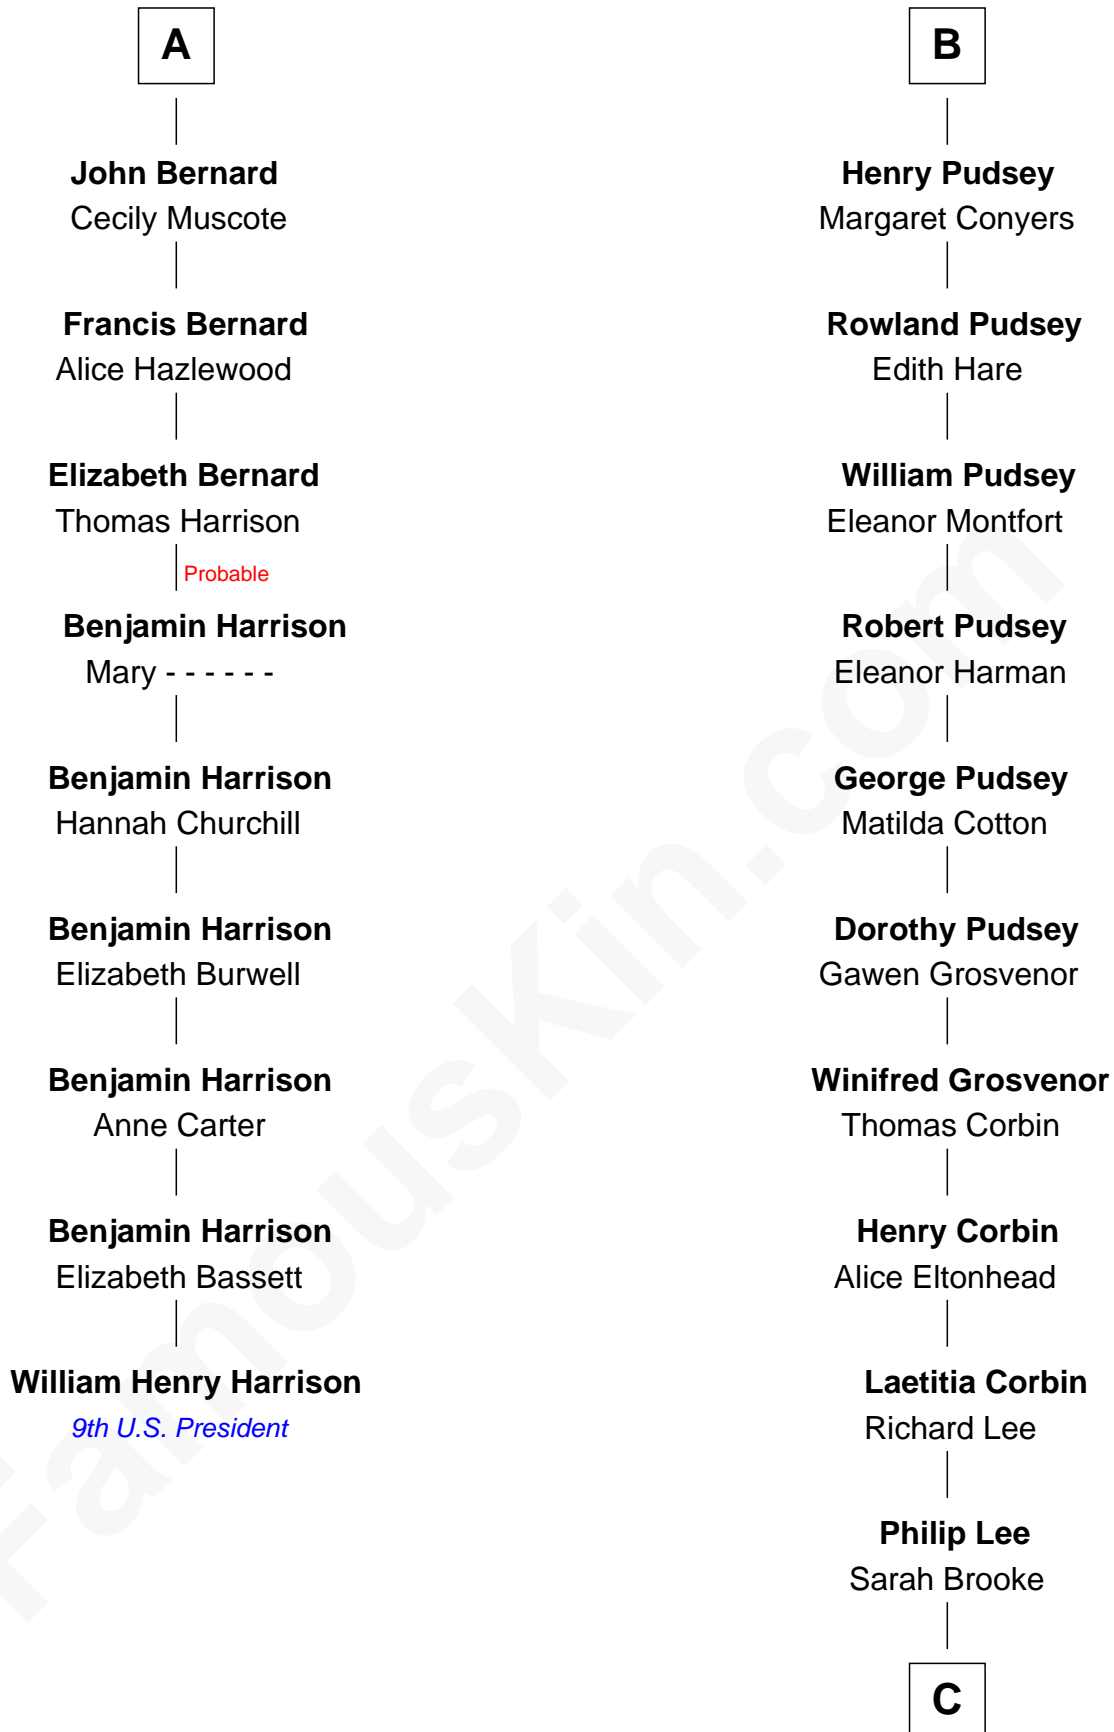 A
John Bernard
Cecily Muscote
Francis Bernard
Alice Hazlewood
Elizabeth Bernard
Thomas Harrison
Probable
Benjamin Harrison
Mary - - - - - -
Benjamin Harrison
Hannah Churchill
Benjamin Harrison
Elizabeth Burwell
Benjamin Harrison
Anne Carter
Benjamin Harrison
Elizabeth Bassett
William Henry Harrison
9th U.S. President
B
Henry Pudsey
Margaret Conyers
Rowland Pudsey
Edith Hare
William Pudsey
Eleanor Montfort
Robert Pudsey
Eleanor Harman
George Pudsey
Matilda Cotton
Dorothy Pudsey
Gawen Grosvenor
Winifred Grosvenor
Thomas Corbin
Henry Corbin
Alice Eltonhead
Laetitia Corbin
Richard Lee
Philip Lee
Sarah Brooke
C
FamousKin.com